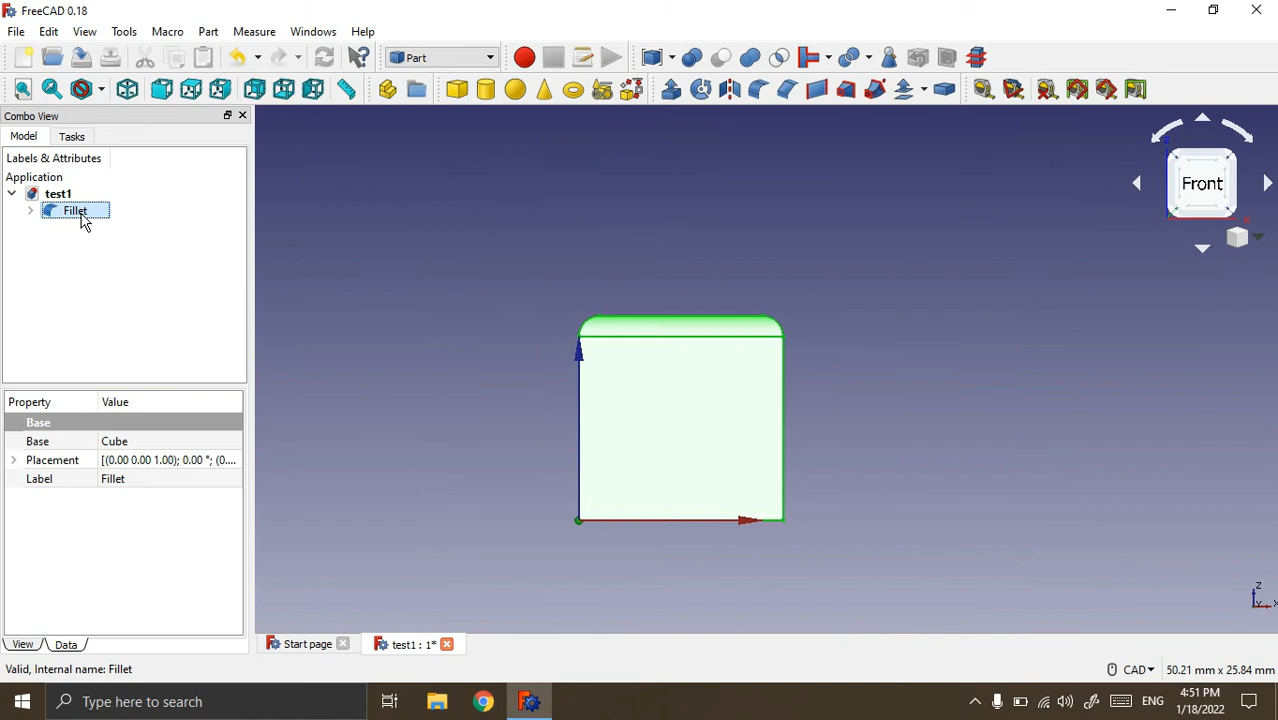 FreeCAD 0.18
File Edit View Tools Macro Part Measure Windows Help
Part
Combo View
Model Tasks
Labels & Attributes
Application
test1
Fillet
Front
Property Value
Base
Base Cube
Placement [(0.00 0.00 1.00); 0.00 °; (0....
Label Fillet
Z
Y X
View Data
Start page test1 : 1*
Valid, Internal name: Fillet
CAD 50.21 mm x 25.84 mm
Type here to search
ENG
4:51 PM
1/18/2022